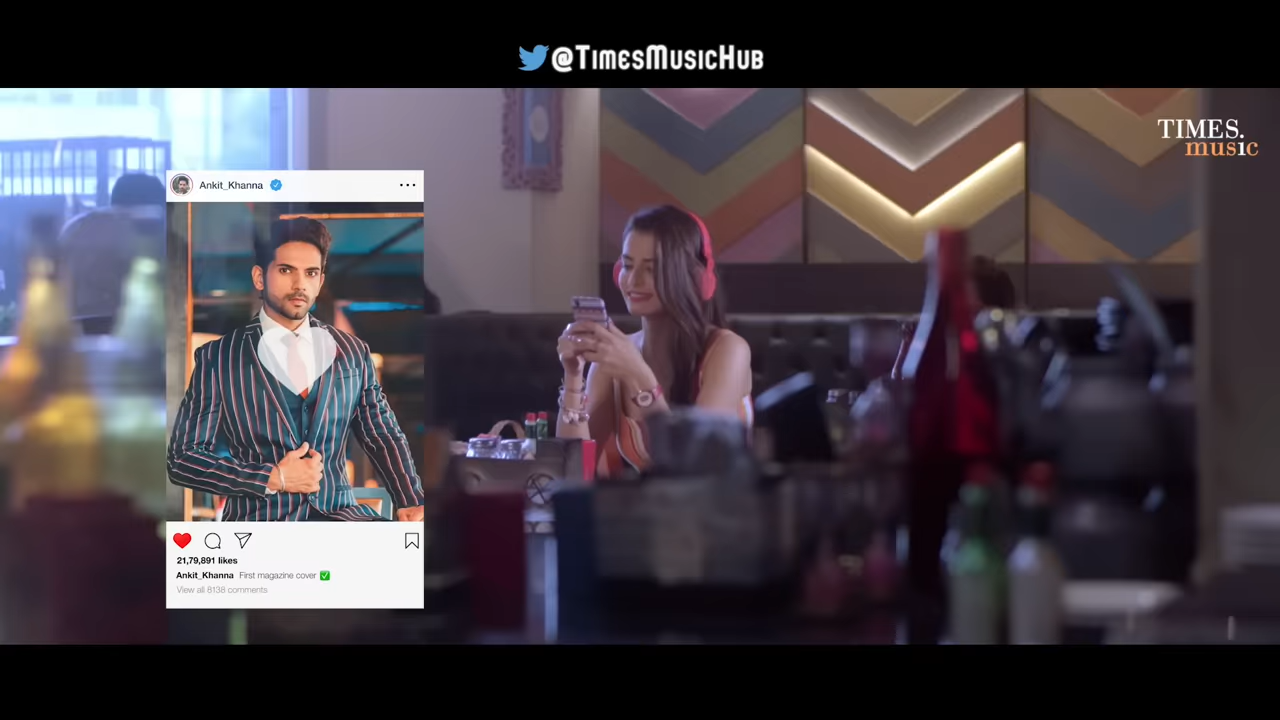 @TimesMusicHub
TIMES.
music
Ankit_Khanna
21,79,891 likes
Ankit_Khanna First magazine cover ✅
View all 8138 comments